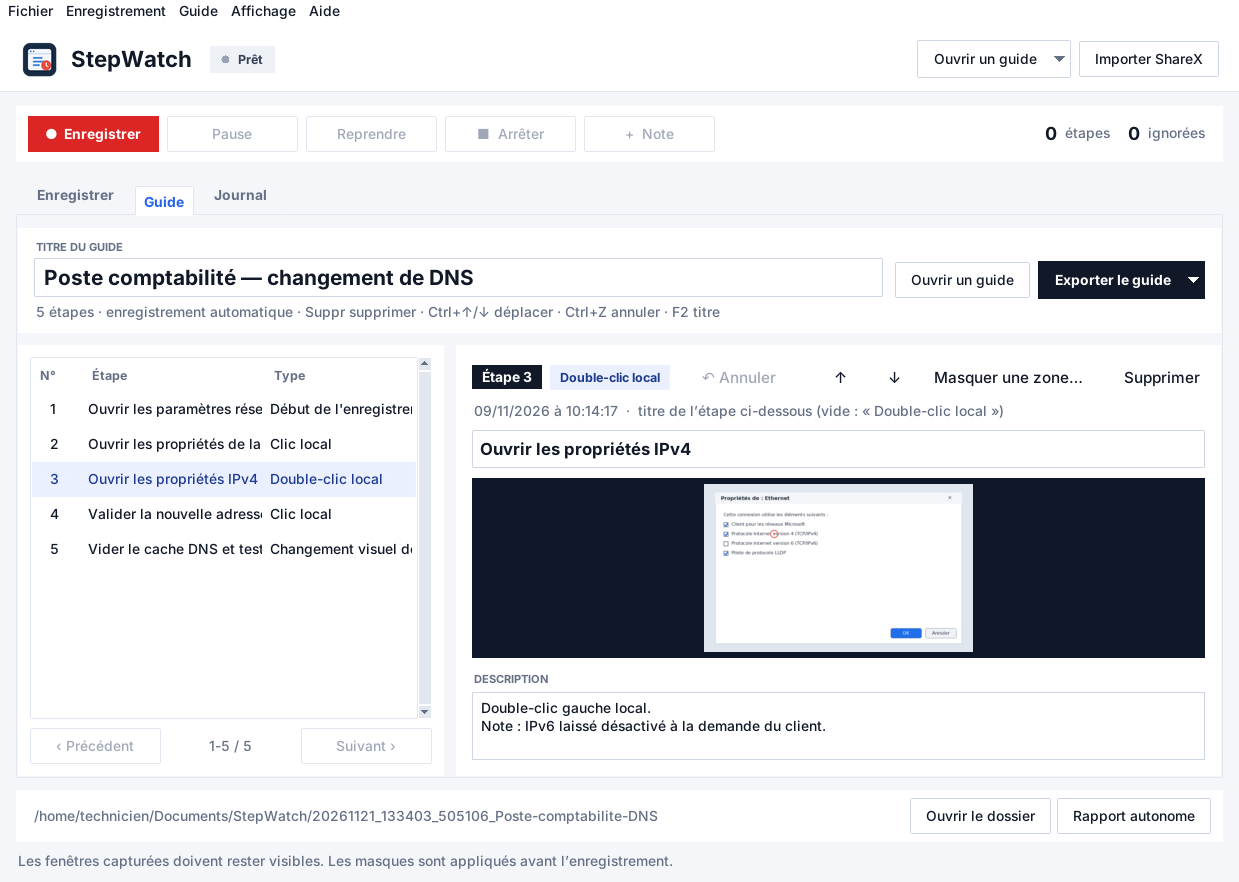 Fichier Enregistrement Guide Affichage Aide
StepWatch Prêt Ouvrir un guide Importer ShareX
Enregistrer Pause Reprendre Arrêter + Note 0 étapes 0 ignorées
Enregistrer Guide Journal
TITRE DU GUIDE
Poste comptabilité — changement de DNS Ouvrir un guide Exporter le guide
5 étapes · enregistrement automatique · Suppr supprimer · Ctrl+↑/↓ déplacer · Ctrl+Z annuler · F2 titre
N° Étape Type
1 Ouvrir les paramètres rése Début de l'enregistrer
2 Ouvrir les propriétés de la Clic local
3 Ouvrir les propriétés IPv4 Double-clic local
4 Valider la nouvelle adress Clic local
5 Vider le cache DNS et test Changement visuel d
‹ Précédent 1-5 / 5 Suivant ›
Étape 3 Double-clic local ↶ Annuler ↑ ↓ Masquer une zone... Supprimer
09/11/2026 à 10:14:17 · titre de l’étape ci-dessous (vide : « Double-clic local »)
Ouvrir les propriétés IPv4
Propriétés de : Ethernet ×
Cette connexion utilise les éléments suivants :
Client pour les réseaux Microsoft
Protocole Internet version 4 (TCP/IPv4)
Protocole Internet version 6 (TCP/IPv6)
Pilote de protocole LLDP
OK Annuler
DESCRIPTION
Double-clic gauche local.
Note : IPv6 laissé désactivé à la demande du client.
/home/technicien/Documents/StepWatch/20261121_133403_505106_Poste-comptabilite-DNS Ouvrir le dossier Rapport autonome
Les fenêtres capturées doivent rester visibles. Les masques sont appliqués avant l’enregistrement.